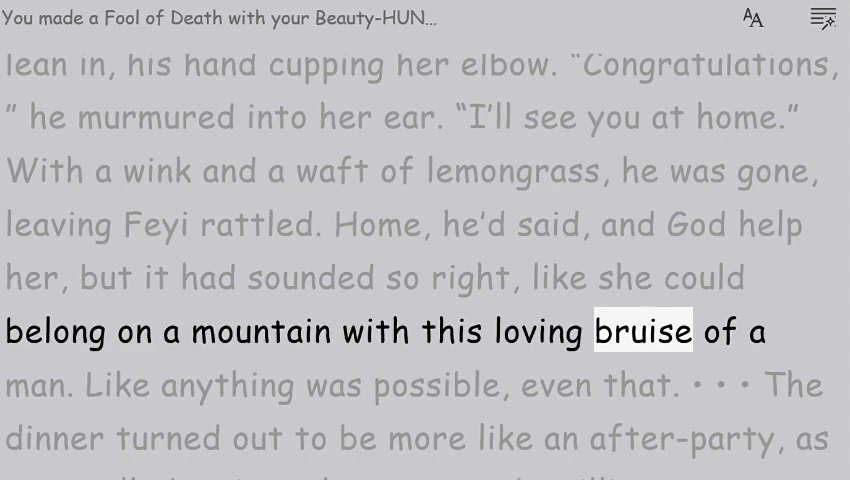 You made a Fool of Death with your Beauty-HUN...
AA
lean in, his hand cupping her elbow. “Congratulations,
” he murmured into her ear. “I’ll see you at home.”
With a wink and a waft of lemongrass, he was gone,
leaving Feyi rattled. Home, he’d said, and God help
her, but it had sounded so right, like she could
belong on a mountain with this loving bruise of a
man. Like anything was possible, even that. • • • The
dinner turned out to be more like an after-party, as